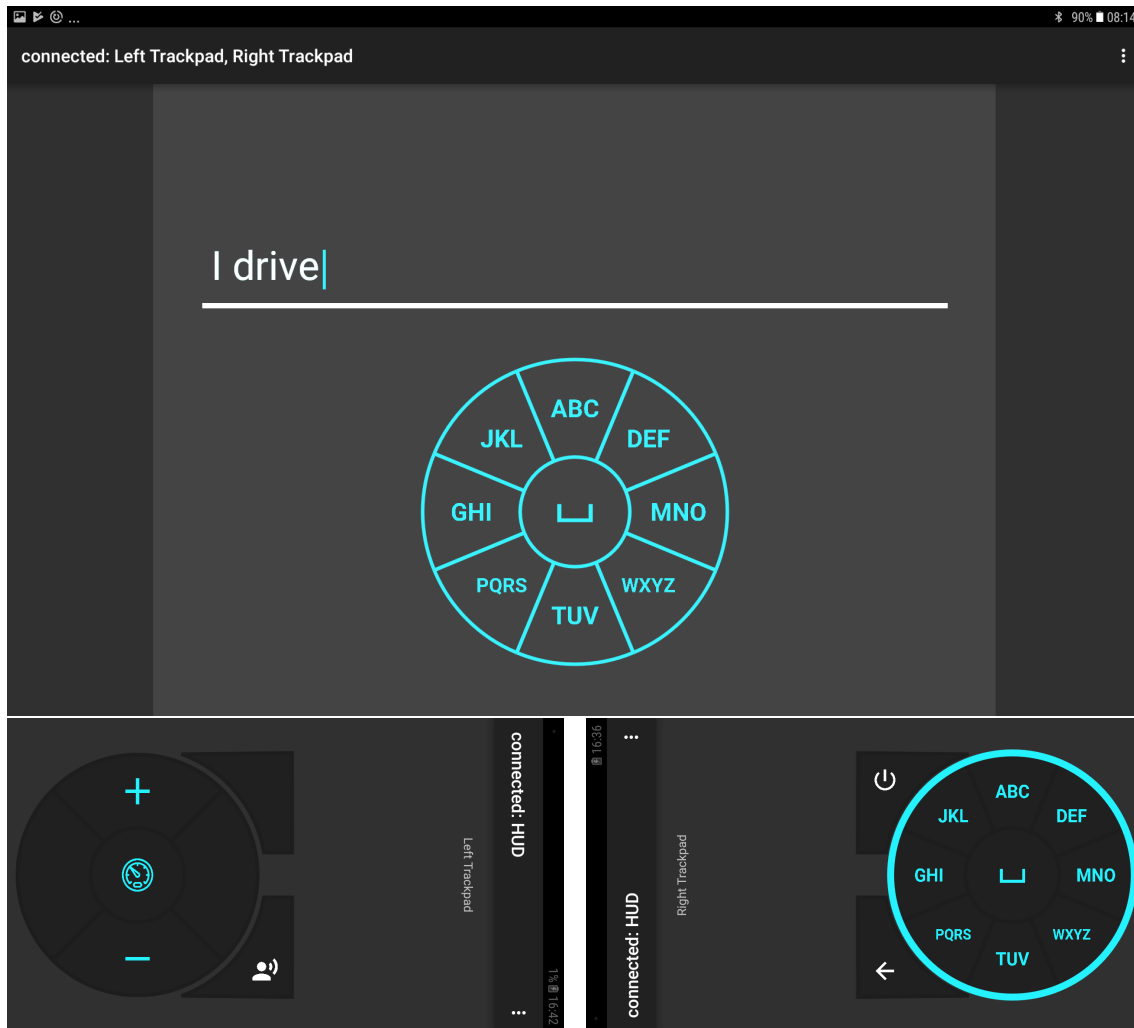 90% 08:14
connected: Left Trackpad, Right Trackpad
I drive
ABC
JKL
DEF
GHI
MNO
PQRS
WXYZ
TUV
connected: HUD
Left Trackpad
1% 16:42
16:36
connected: HUD
Right Trackpad
ABC
JKL
DEF
GHI
MNO
PQRS
WXYZ
TUV